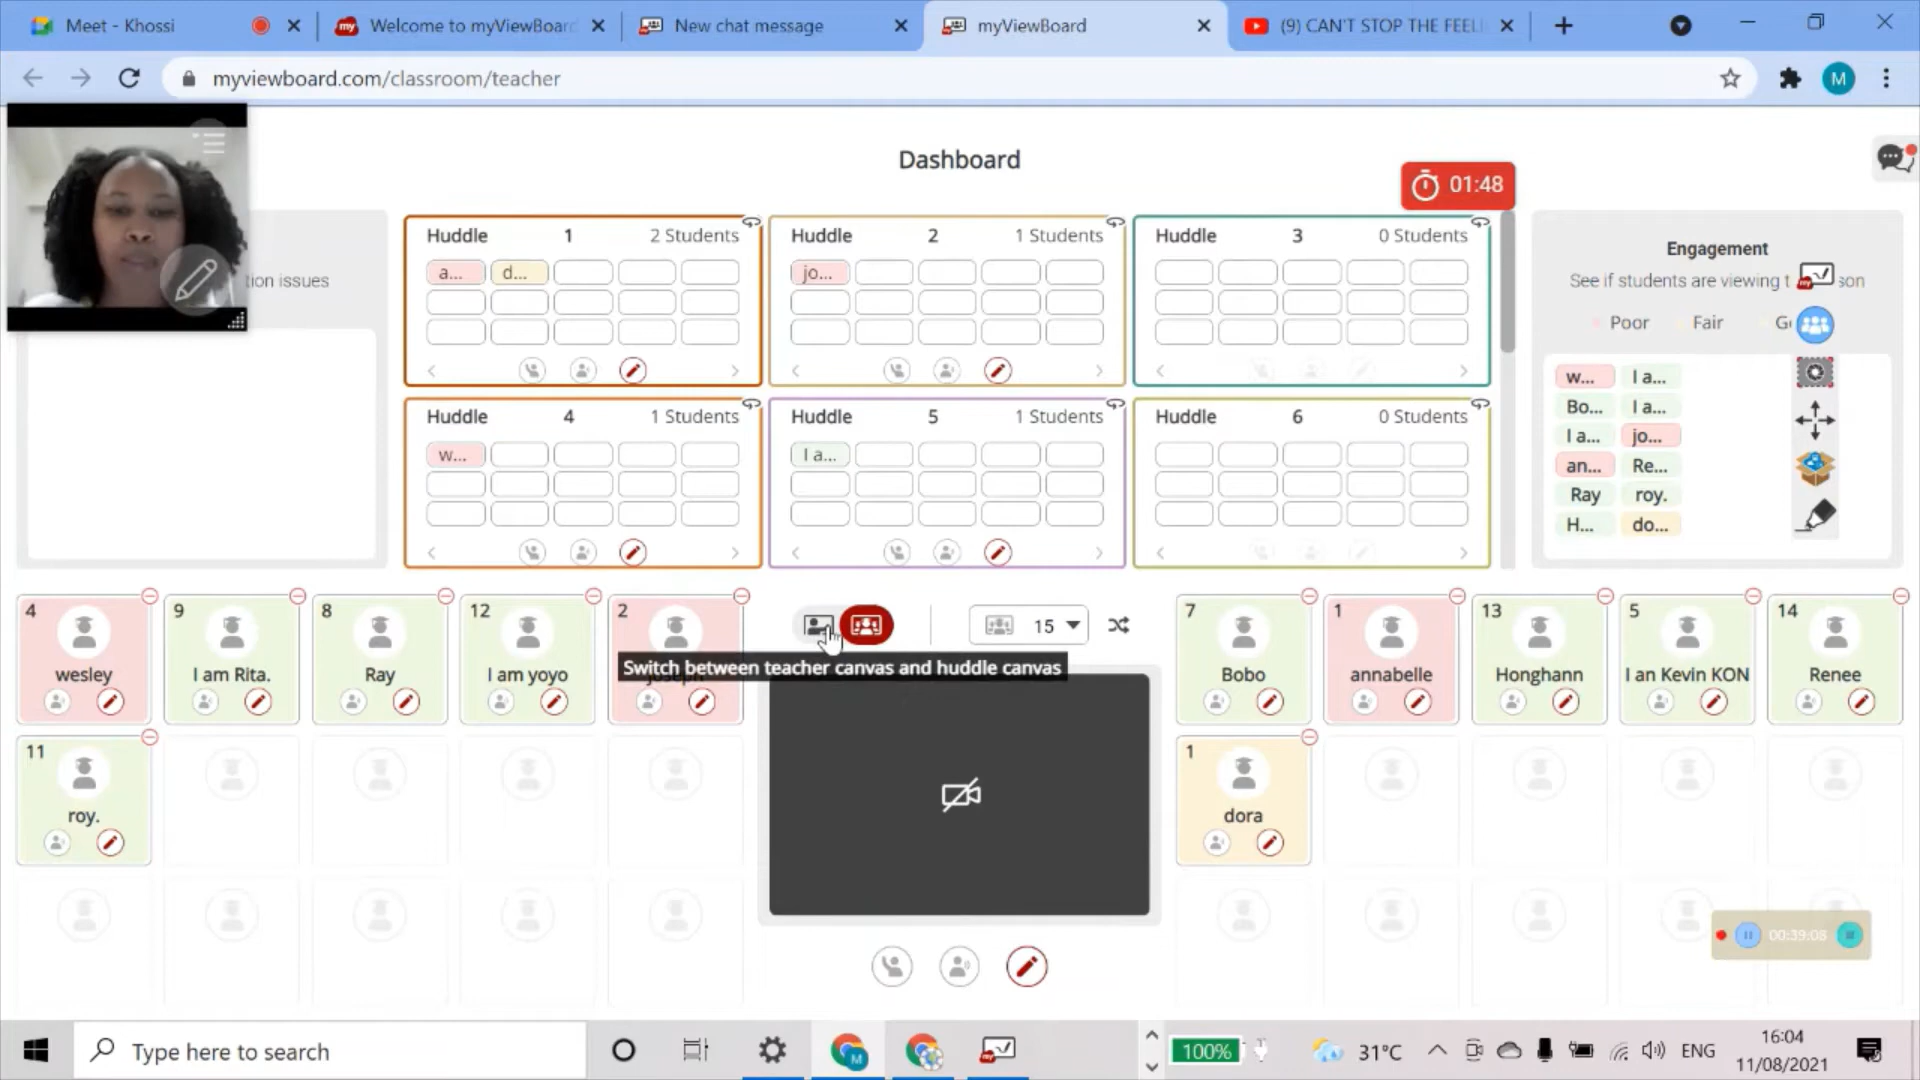 Meet - Khossi
Welcome to myViewBoard
New chat message
myViewBoard
(9) CAN'T STOP THE FEELI
myviewboard.com/classroom/teacher
M
Dashboard
01:48
tion issues
Huddle 1 2 Students
a... d...
Huddle 2 1 Students
jo...
Huddle 3 0 Students
Huddle 4 1 Students
w...
Huddle 5 1 Students
I a...
Huddle 6 0 Students
Engagement
See if students are viewing t son
Poor Fair G
w... I a...
Bo... I a...
I a... jo...
an... Re...
Ray roy.
H... do...
4 wesley
9 I am Rita.
8 Ray
12 I am yoyo
2
15
Switch between teacher canvas and huddle canvas
7 Bobo
1 annabelle
13 Honghann
5 I an Kevin KON
14 Renee
11 roy.
1 dora
00:39:08
Type here to search
M
100%
31°C
ENG
16:04
11/08/2021